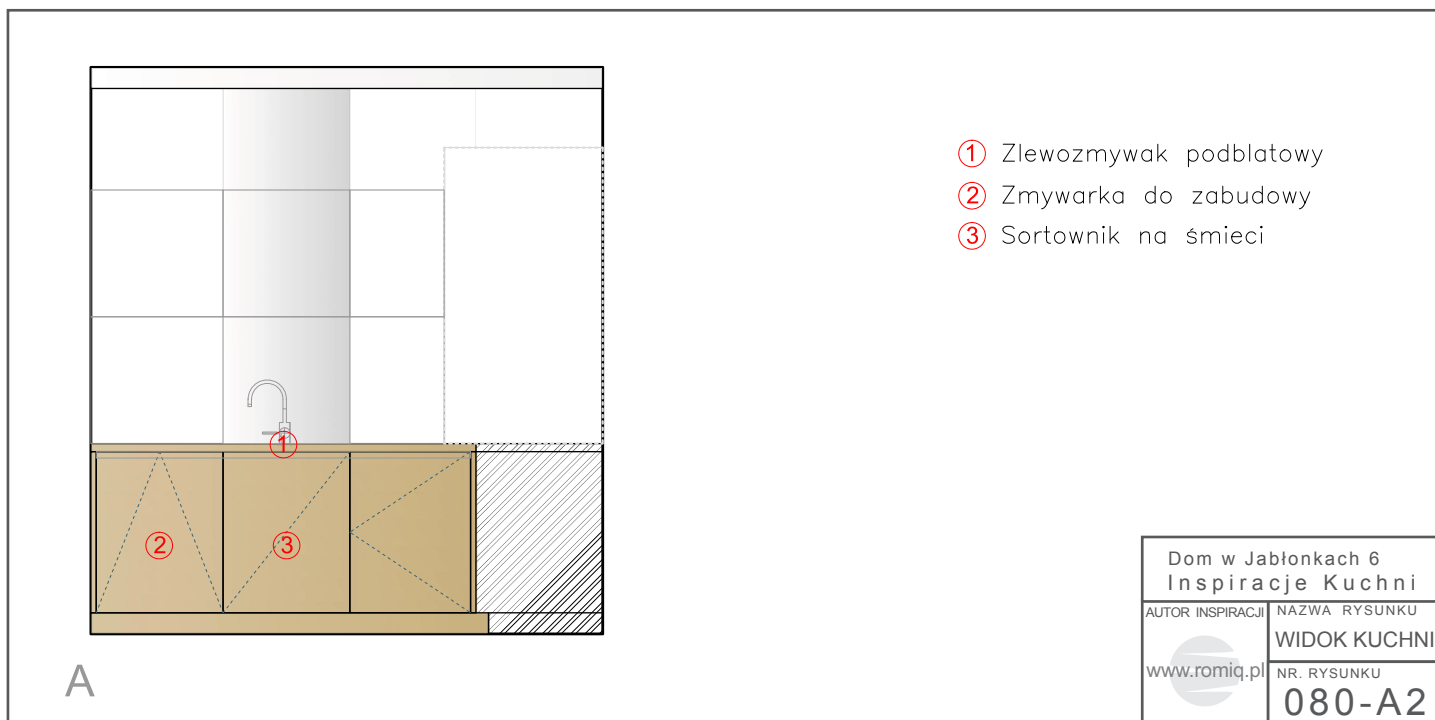 1 Zlewozmywak podblatowy
2 Zmywarka do zabudowy
3 Sortownik na śmieci
1
2
3
A
Dom w Jabłonkach 6
Inspiracje Kuchni
AUTOR INSPIRACJI
www.romiq.pl
NAZWA RYSUNKU
WIDOK KUCHNI
NR. RYSUNKU
080-A2